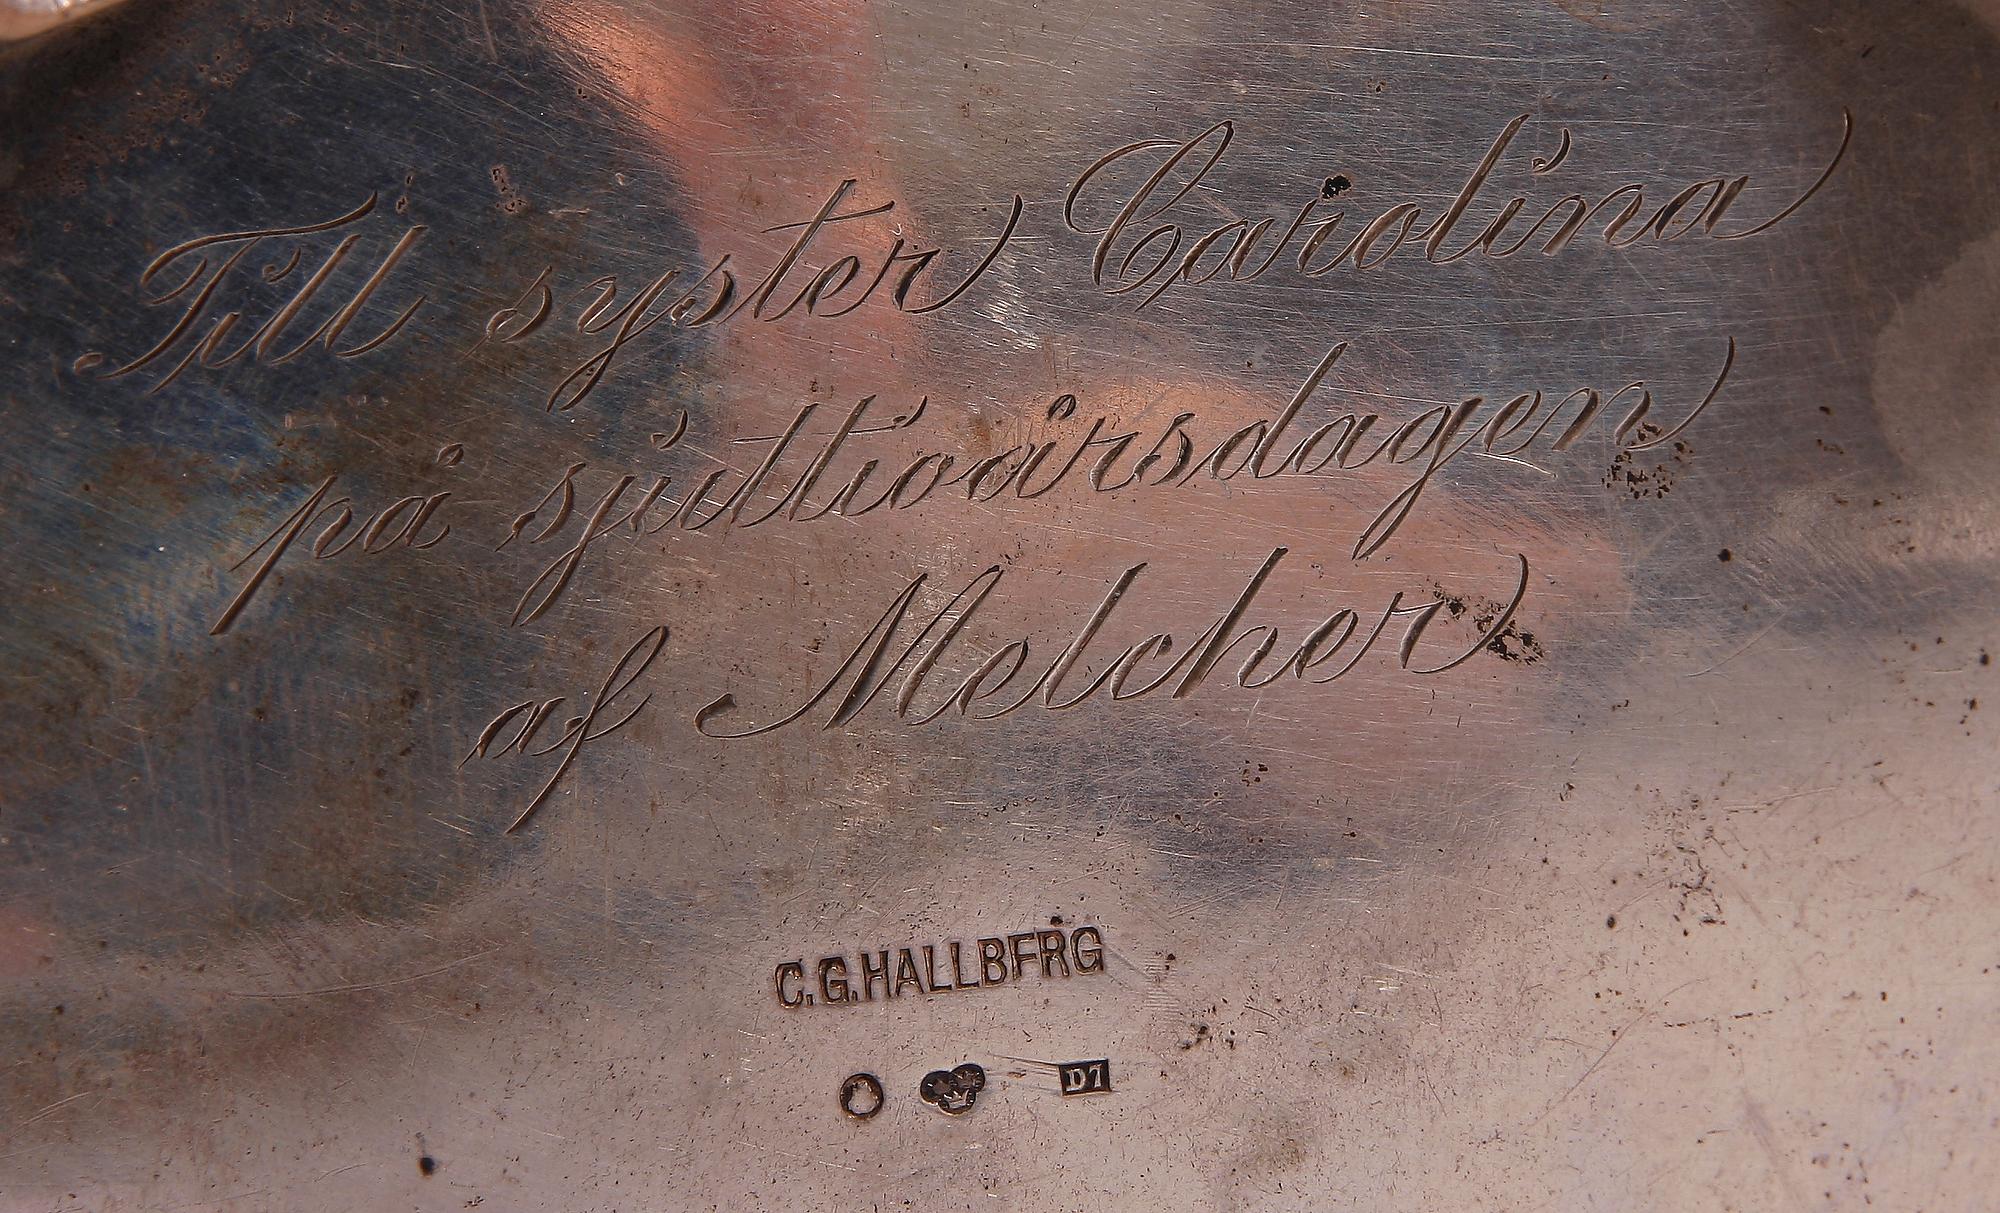 Till syster Carolina
på sjuttioårsdagen
af Melcher
C.G.HALLBERG
D7